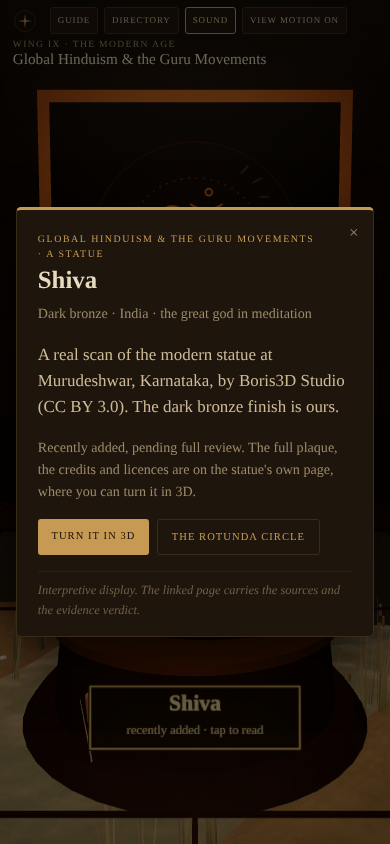 GUIDE
DIRECTORY
SOUND
VIEW MOTION ON
WING IX · THE MODERN AGE
Global Hinduism & the Guru Movements
GLOBAL HINDUISM & THE GURU MOVEMENTS
· A STATUE
×
Shiva
Dark bronze · India · the great god in meditation
A real scan of the modern statue at
Murudeshwar, Karnataka, by Boris3D Studio
(CC BY 3.0). The dark bronze finish is ours.
Recently added, pending full review. The full plaque,
the credits and licences are on the statue's own page,
where you can turn it in 3D.
TURN IT IN 3D
THE ROTUNDA CIRCLE
Interpretive display. The linked page carries the sources and
the evidence verdict.
Shiva
recently added · tap to read